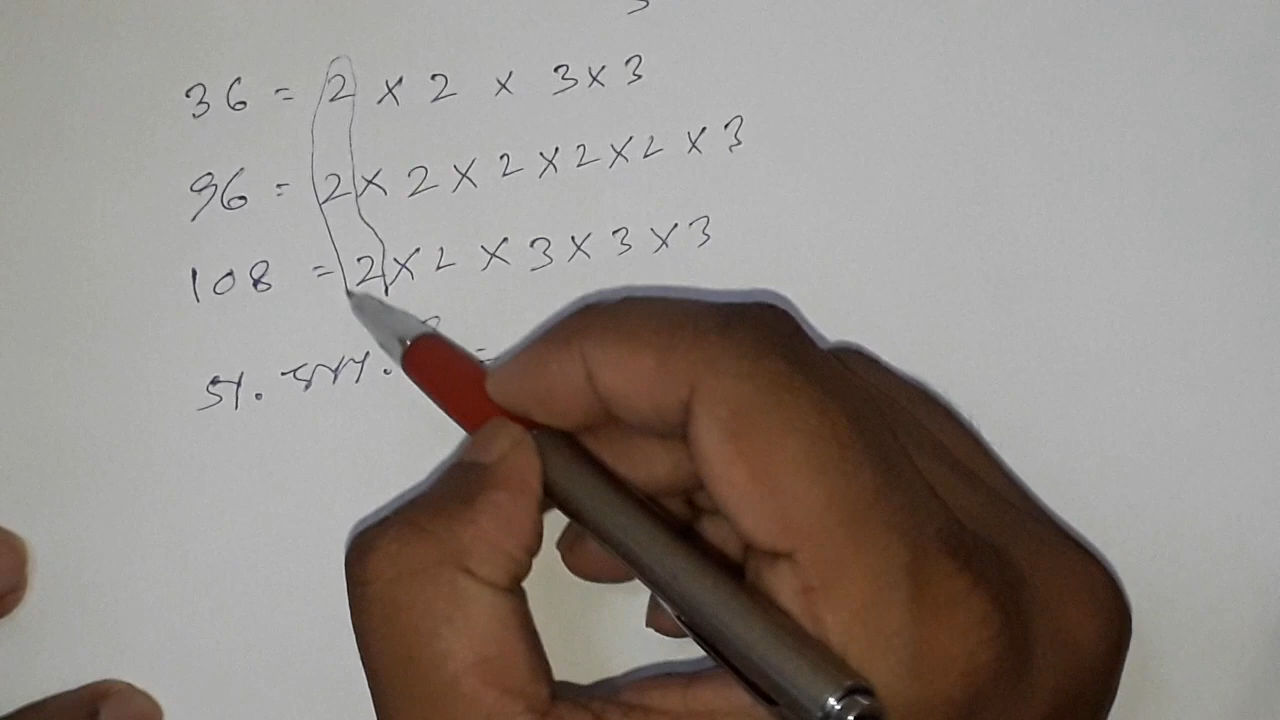 36 = 2 × 2 × 3 × 3
96 = 2 × 2 × 2 × 2 × 2 × 3
108 = 2 × 2 × 3 × 3 × 3
=